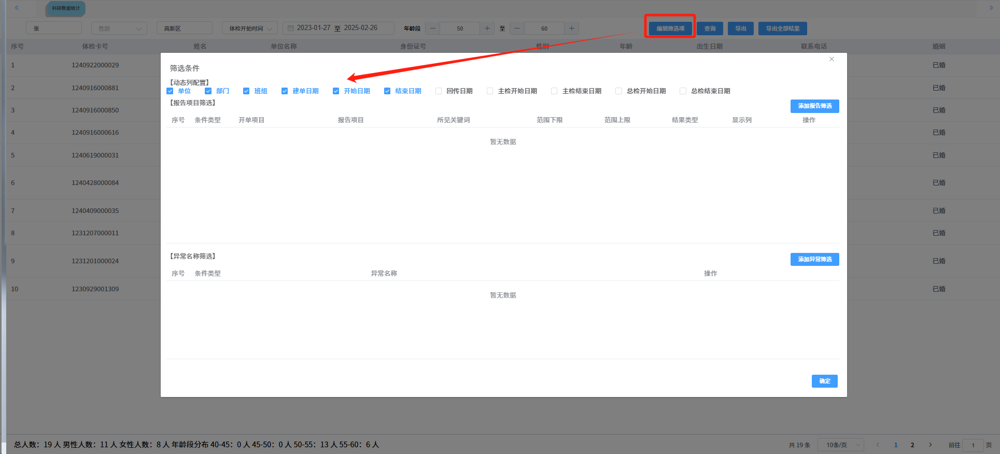 科研数据统计
张 性别 高新区 体检开始时间 2023-01-27 至 2025-02-26 年龄段 50 至 60 编辑筛选项 查询 导出 导出全部结果
序号 体检卡号 姓名 单位名称 身份证号 性别 年龄 出生日期 联系电话 婚姻
1 1240922000029 已婚
2 1240916000881 已婚
3 1240916000850 已婚
4 1240916000616 已婚
5 1240619000031 已婚
6 1240428000084 已婚
7 1240409000035 已婚
8 1231207000011 已婚
9 1231201000024 已婚
10 1230929001309 已婚
筛选条件
【动态列配置】
单位 部门 班组 建单日期 开始日期 结束日期 回传日期 主检开始日期 主检结束日期 总检开始日期 总检结束日期
【报告项目筛选】
添加报告筛选
序号 条件类型 开单项目 报告项目 所见关键词 范围下限 范围上限 结果类型 显示列 操作
暂无数据
【异常名称筛选】
添加异常筛选
序号 条件类型 异常名称 操作
暂无数据
确定
总人数：19 人 男性人数：11 人 女性人数：8 人 年龄段分布 40-45：0 人 45-50：0 人 50-55：13 人 55-60：6 人
共 19 条 10条/页 1 2 前往 1 页